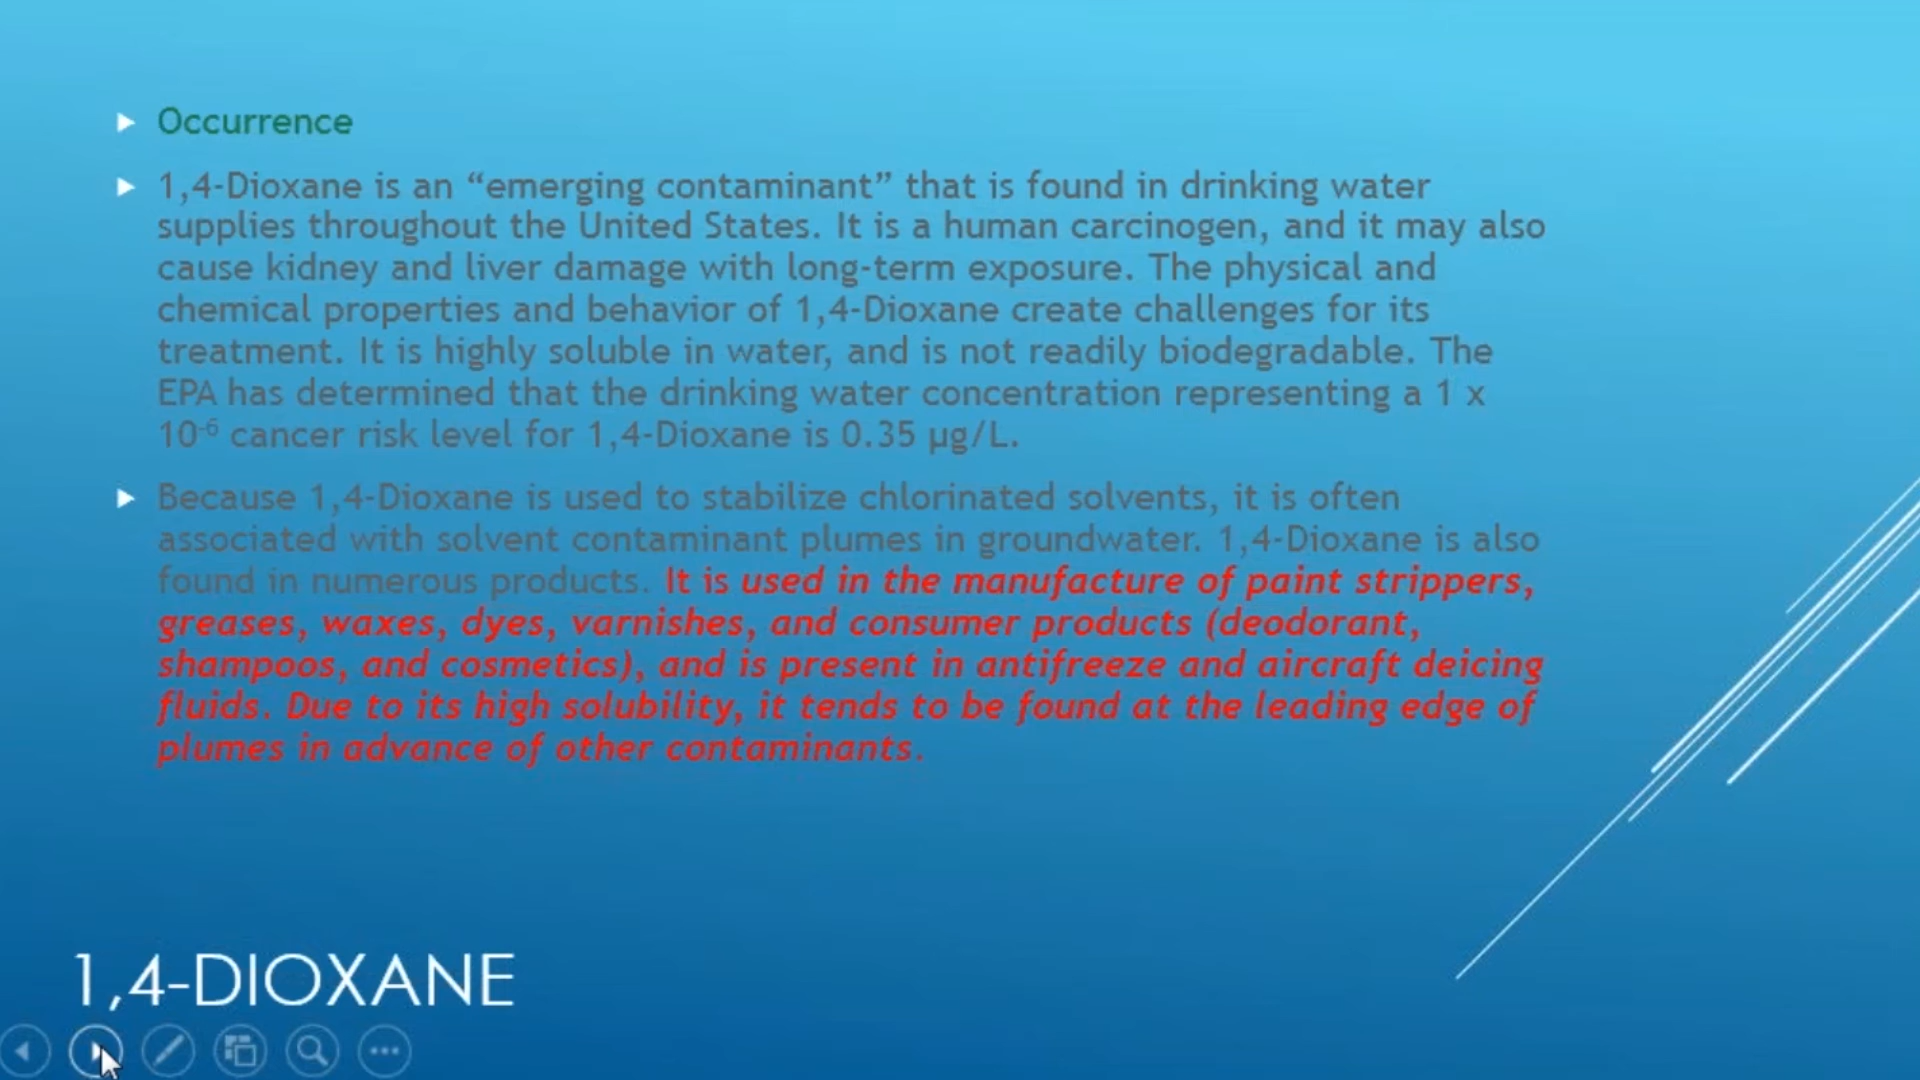 Occurrence
1,4-Dioxane is an “emerging contaminant” that is found in drinking water
supplies throughout the United States. It is a human carcinogen, and it may also
cause kidney and liver damage with long-term exposure. The physical and
chemical properties and behavior of 1,4-Dioxane create challenges for its
treatment. It is highly soluble in water, and is not readily biodegradable. The
EPA has determined that the drinking water concentration representing a 1 x
10⁻⁶ cancer risk level for 1,4-Dioxane is 0.35 µg/L.
Because 1,4-Dioxane is used to stabilize chlorinated solvents, it is often
associated with solvent contaminant plumes in groundwater. 1,4-Dioxane is also
found in numerous products. It is used in the manufacture of paint strippers,
greases, waxes, dyes, varnishes, and consumer products (deodorant,
shampoos, and cosmetics), and is present in antifreeze and aircraft deicing
fluids. Due to its high solubility, it tends to be found at the leading edge of
plumes in advance of other contaminants.
1,4-DIOXANE